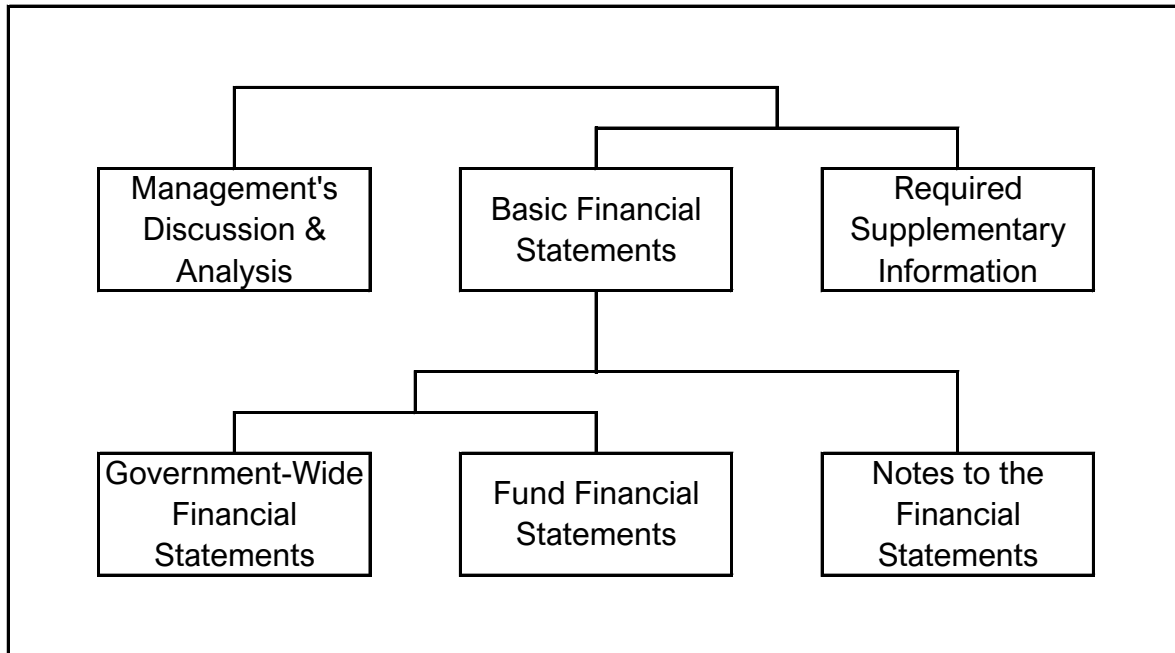 Management's
Discussion &
Analysis
Basic Financial
Statements
Required
Supplementary
Information
Government-Wide
Financial
Statements
Fund Financial
Statements
Notes to the
Financial
Statements